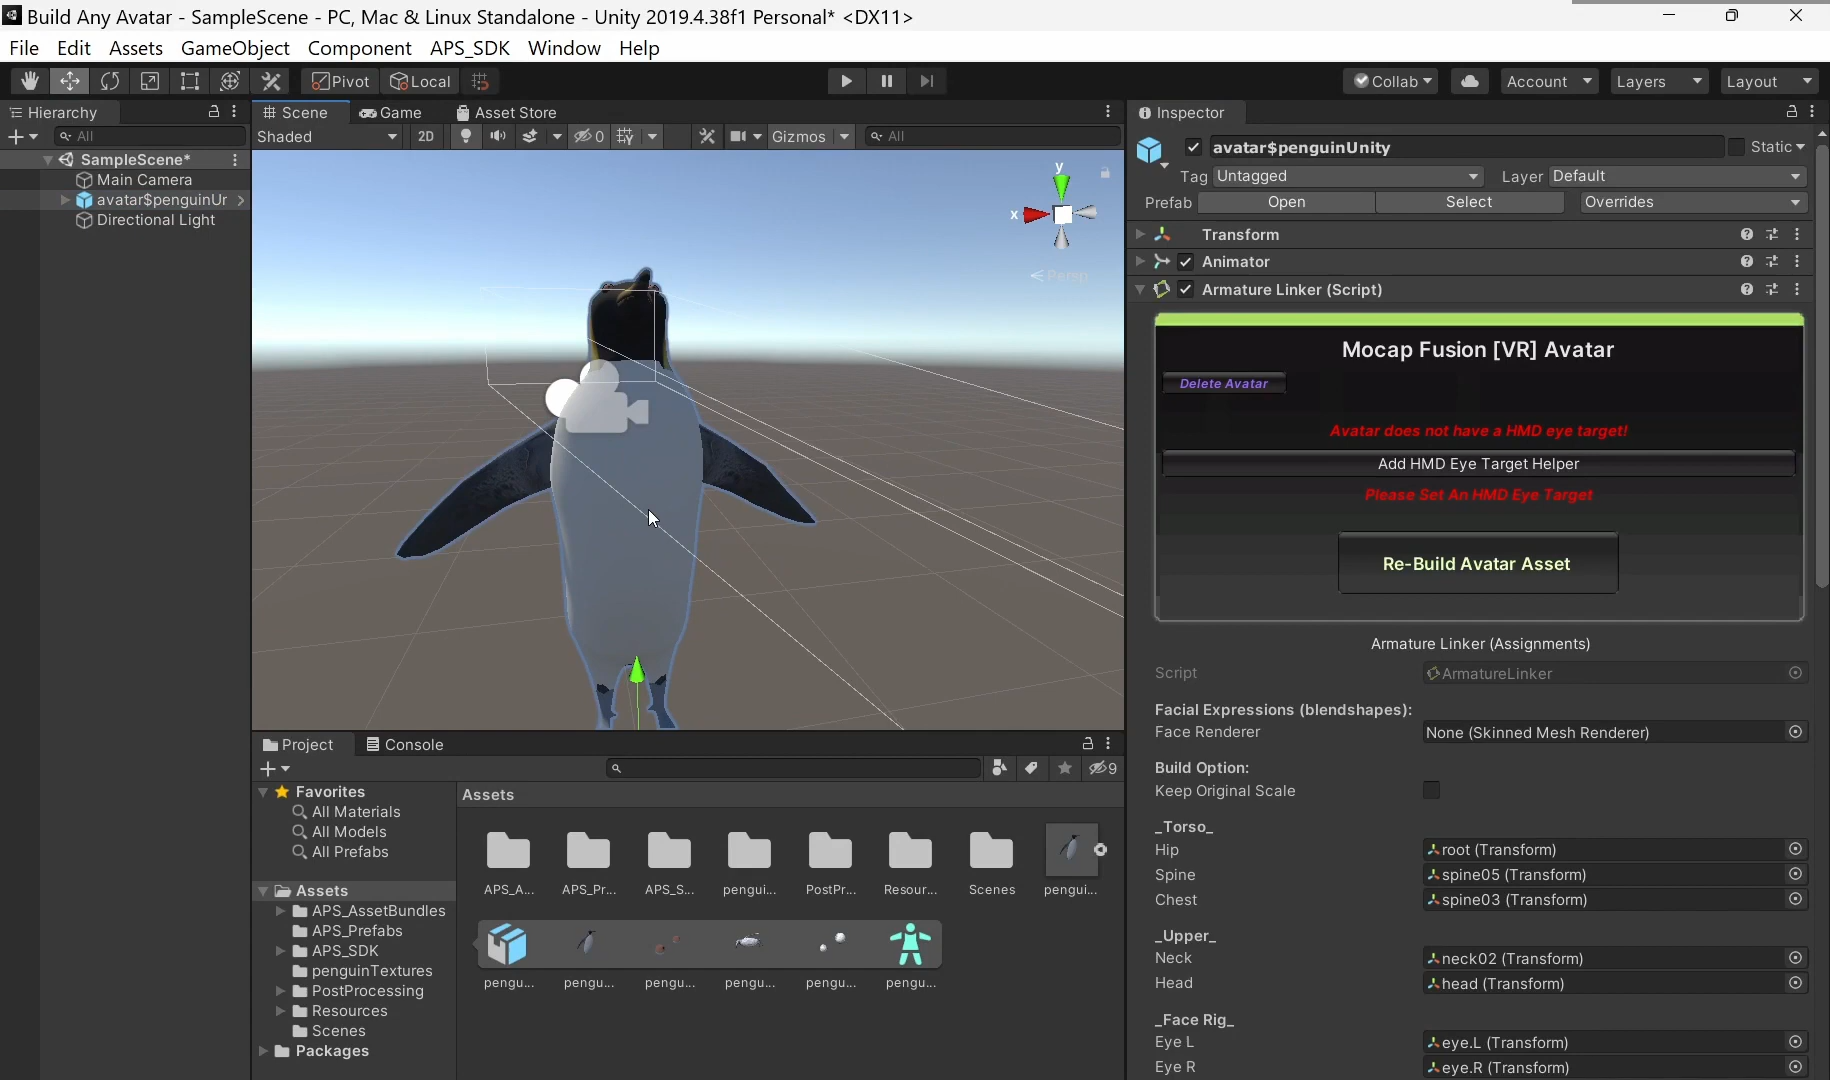 Build Any Avatar - SampleScene - PC, Mac & Linux Standalone - Unity 2019.4.38f1 Personal* <DX11>
File Edit Assets GameObject Component APS_SDK Window Help
Pivot Local Collab Account Layers Layout
Hierarchy
All
SampleScene*
Main Camera
avatar$penguinUr
Directional Light
Scene Game Asset Store
Shaded 2D 0 Gizmos All
y
x
Persp
Inspector
avatar$penguinUnity Static
Tag Untagged Layer Default
Prefab Open Select Overrides
Transform
Animator
Armature Linker (Script)
Mocap Fusion [VR] Avatar
Delete Avatar
Avatar does not have a HMD eye target!
Add HMD Eye Target Helper
Please Set An HMD Eye Target
Re-Build Avatar Asset
Armature Linker (Assignments)
Script ArmatureLinker
Facial Expressions (blendshapes):
Face Renderer None (Skinned Mesh Renderer)
Build Option:
Keep Original Scale
_Torso_
Hip root (Transform)
Spine spine05 (Transform)
Chest spine03 (Transform)
_Upper_
Neck neck02 (Transform)
Head head (Transform)
_Face Rig_
Eye L eye.L (Transform)
Eye R eye.R (Transform)
Project Console
9
Favorites
All Materials
All Models
All Prefabs
Assets
APS_AssetBundles
APS_Prefabs
APS_SDK
penguinTextures
PostProcessing
Resources
Scenes
Packages
Assets
APS_A... APS_Pr... APS_S... pengui... PostPr... Resour... Scenes pengui...
pengu... pengu... pengu... pengu... pengu... pengu...